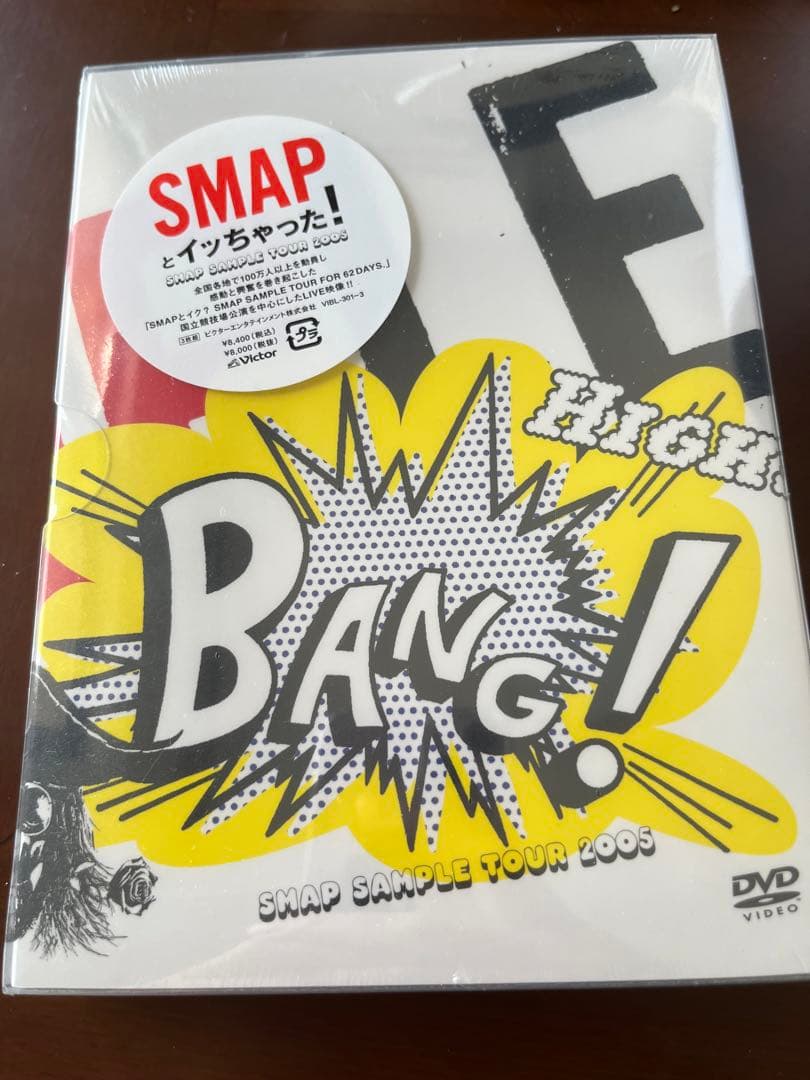 SMAP
とイッちゃった!
SMAP SAMPLE TOUR 2005
全国各地で100万人以上を動員し
感動と興奮を巻き起こした
「SMAPとイク? SMAP SAMPLE TOUR FOR 62DAYS.」
国立競技場公演を中心にしたLIVE映像!!
3枚組 ビクターエンタテインメント株式会社 VIBL-301~3
¥8,400(税込)
¥8,000(税抜)
プラ
Victor
E
HIGH!
BANG!
SMAP SAMPLE TOUR 2005
DVD
VIDEO